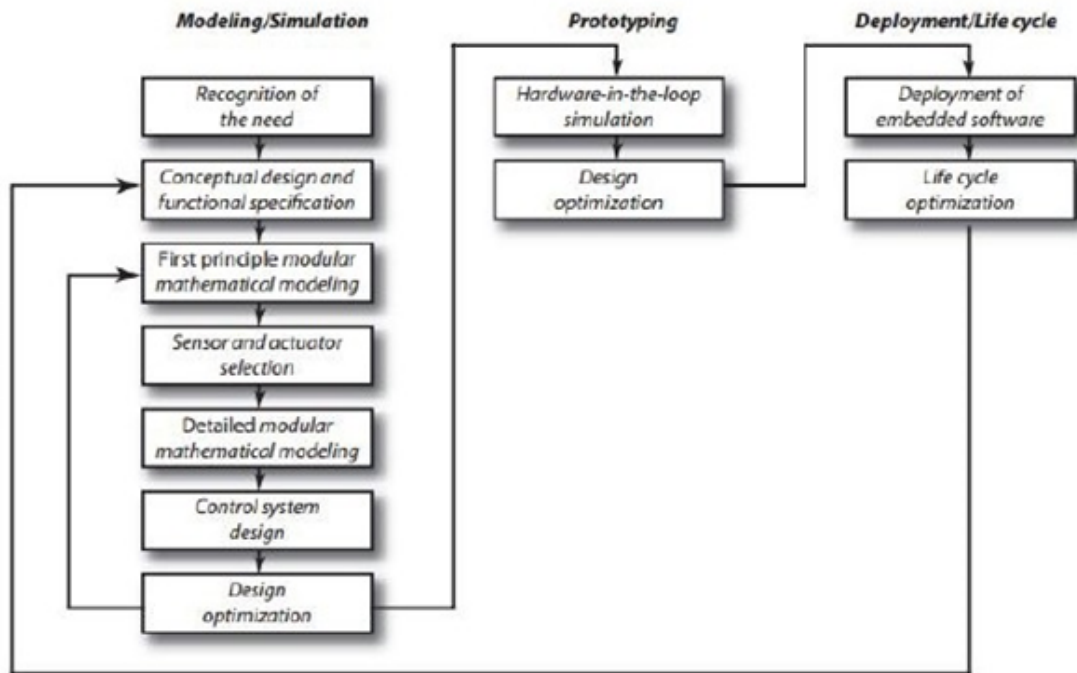 Modeling/Simulation
Prototyping
Deployment/Life cycle
Recognition of
the need
Conceptual design and
functional specification
First principle modular
mathematical modeling
Sensor and actuator
selection
Detailed modular
mathematical modeling
Control system
design
Design
optimization
Hardware-in-the-loop
simulation
Design
optimization
Deployment of
embedded software
Life cycle
optimization